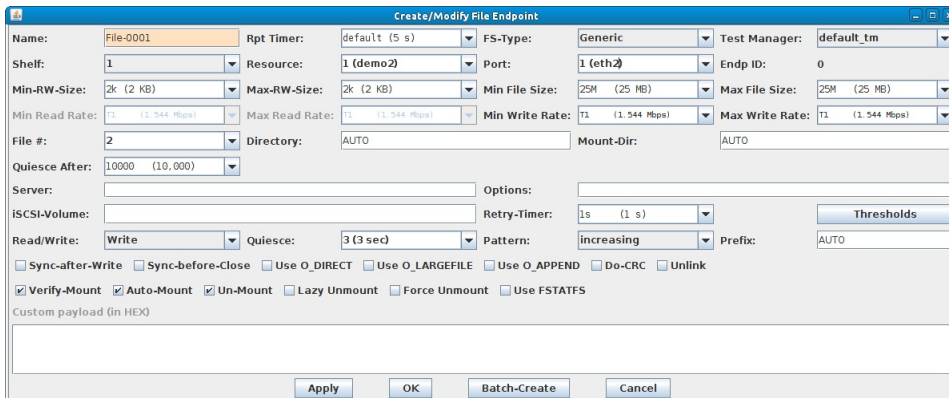 Create/Modify File Endpoint
Name: File-0001 Rpt Timer: default (5 s) FS-Type: Generic Test Manager: default_tm
Shelf: 1 Resource: 1 (demo2) Port: 1 (eth2) Endp ID: 0
Min-RW-Size: 2k (2 KB) Max-RW-Size: 2k (2 KB) Min File Size: 25M (25 MB) Max File Size: 25M (25 MB)
Min Read Rate: T1 (1.544 Mbps) Max Read Rate: T1 (1.544 Mbps) Min Write Rate: T1 (1.544 Mbps) Max Write Rate: T1 (1.544 Mbps)
File #: 2 Directory: AUTO Mount-Dir: AUTO
Quiesce After: 10000 (10,000)
Server: Options:
iSCSI-Volume: Retry-Timer: 1s (1 s) Thresholds
Read/Write: Write Quiesce: 3 (3 sec) Pattern: increasing Prefix: AUTO
Sync-after-Write Sync-before-Close Use O_DIRECT Use O_LARGEFILE Use O_APPEND Do-CRC Unlink
Verify-Mount Auto-Mount Un-Mount Lazy Unmount Force Unmount Use FSTATFS
Custom payload (in HEX)
Apply OK Batch-Create Cancel